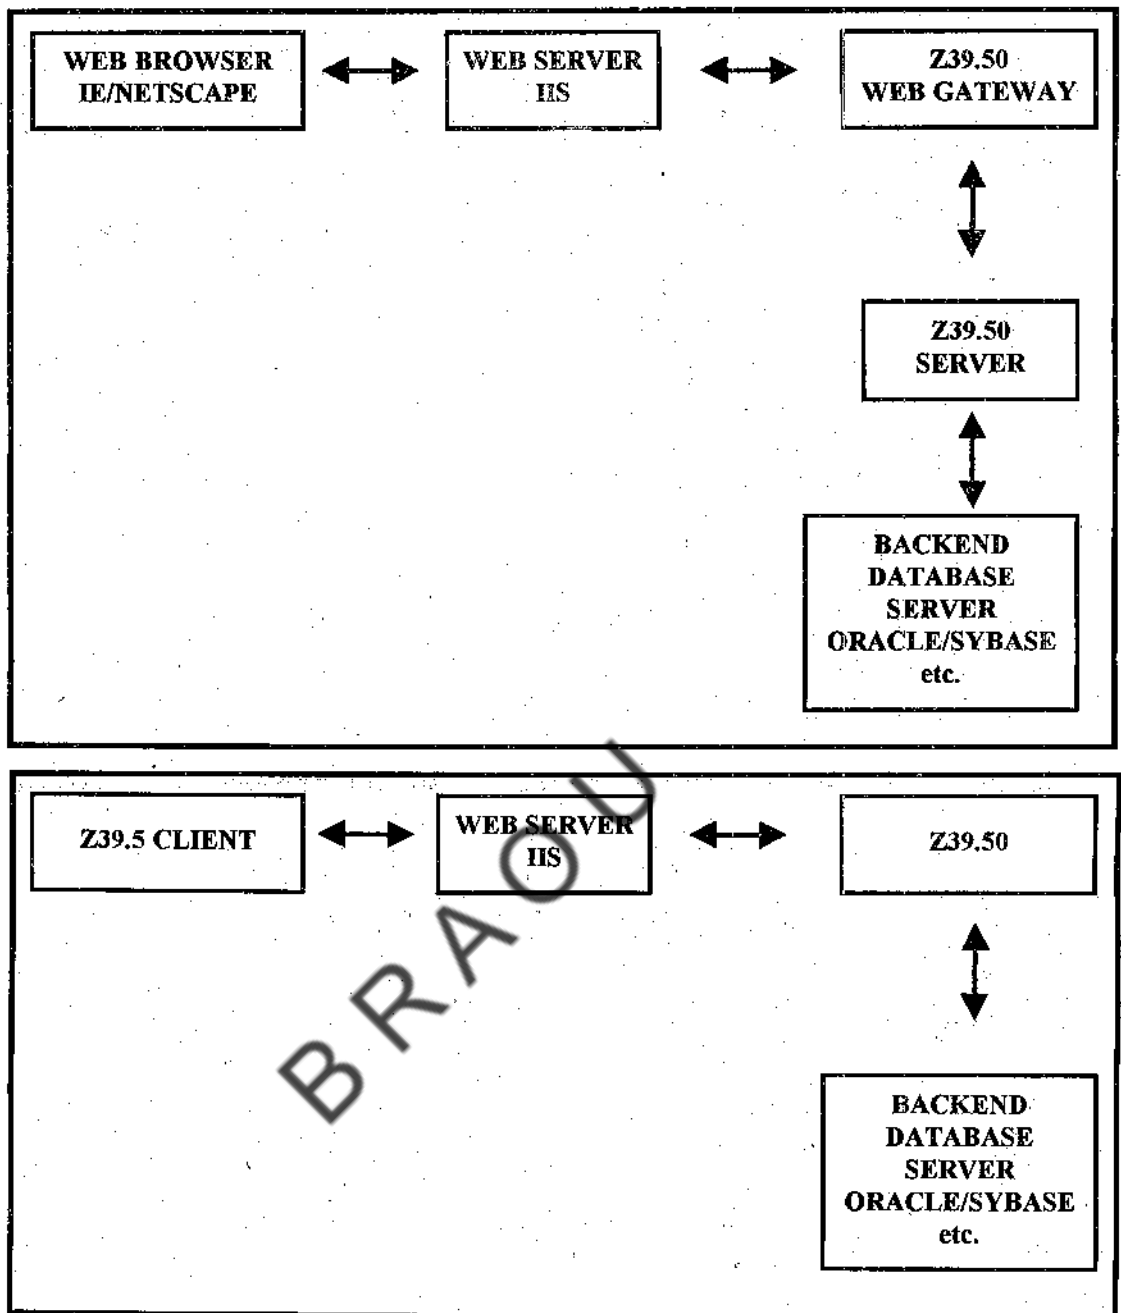 WEB BROWSER
IE/NETSCAPE
WEB SERVER
IIS
Z39.50
WEB GATEWAY
Z39.50
SERVER
BACKEND
DATABASE
SERVER
ORACLE/SYBASE
etc.
Z39.5 CLIENT
WEB SERVER
IIS
Z39.50
BACKEND
DATABASE
SERVER
ORACLE/SYBASE
etc.
BRAOU